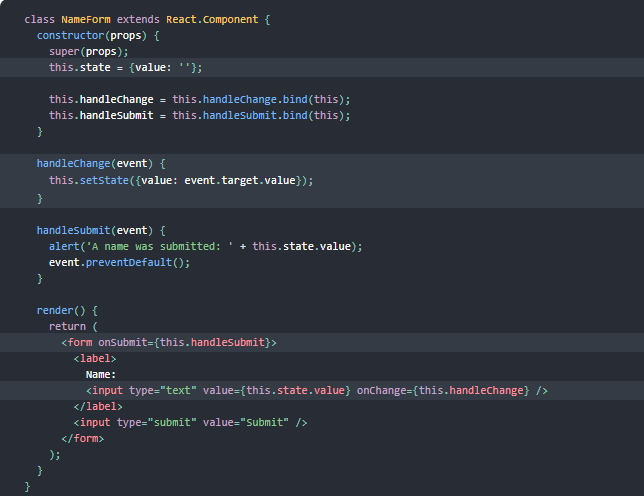 class NameForm extends React.Component {
  constructor(props) {
    super(props);
    this.state = {value: ''};

    this.handleChange = this.handleChange.bind(this);
    this.handleSubmit = this.handleSubmit.bind(this);
  }

  handleChange(event) {
    this.setState({value: event.target.value});
  }

  handleSubmit(event) {
    alert('A name was submitted: ' + this.state.value);
    event.preventDefault();
  }

  render() {
    return (
      <form onSubmit={this.handleSubmit}>
        <label>
          Name:
          <input type="text" value={this.state.value} onChange={this.handleChange} />
        </label>
        <input type="submit" value="Submit" />
      </form>
    );
  }
}